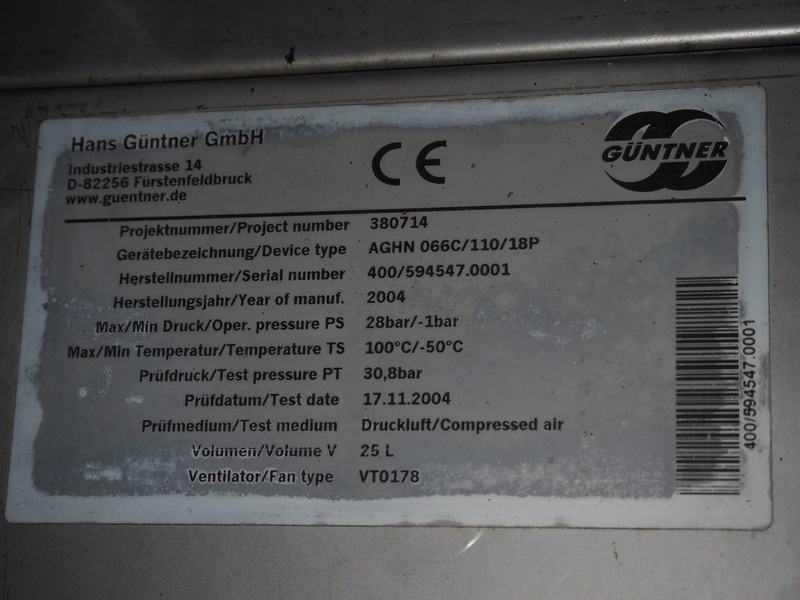 Hans Güntner GmbH
Industriestrasse 14
D-82256 Fürstenfeldbruck
www.guentner.de
CE
GÜNTNER
Projektnummer/Project number 380714
Gerätebezeichnung/Device type AGHN 066C/110/18P
Herstellnummer/Serial number 400/594547.0001
Herstellungsjahr/Year of manuf. 2004
Max/Min Druck/Oper. pressure PS 28bar/-1bar
Max/Min Temperatur/Temperature TS 100°C/-50°C
Prüfdruck/Test pressure PT 30,8bar
Prüfdatum/Test date 17.11.2004
Prüfmedium/Test medium Druckluft/Compressed air
Volumen/Volume V 25 L
Ventilator/Fan type VT0178
400/594547.0001